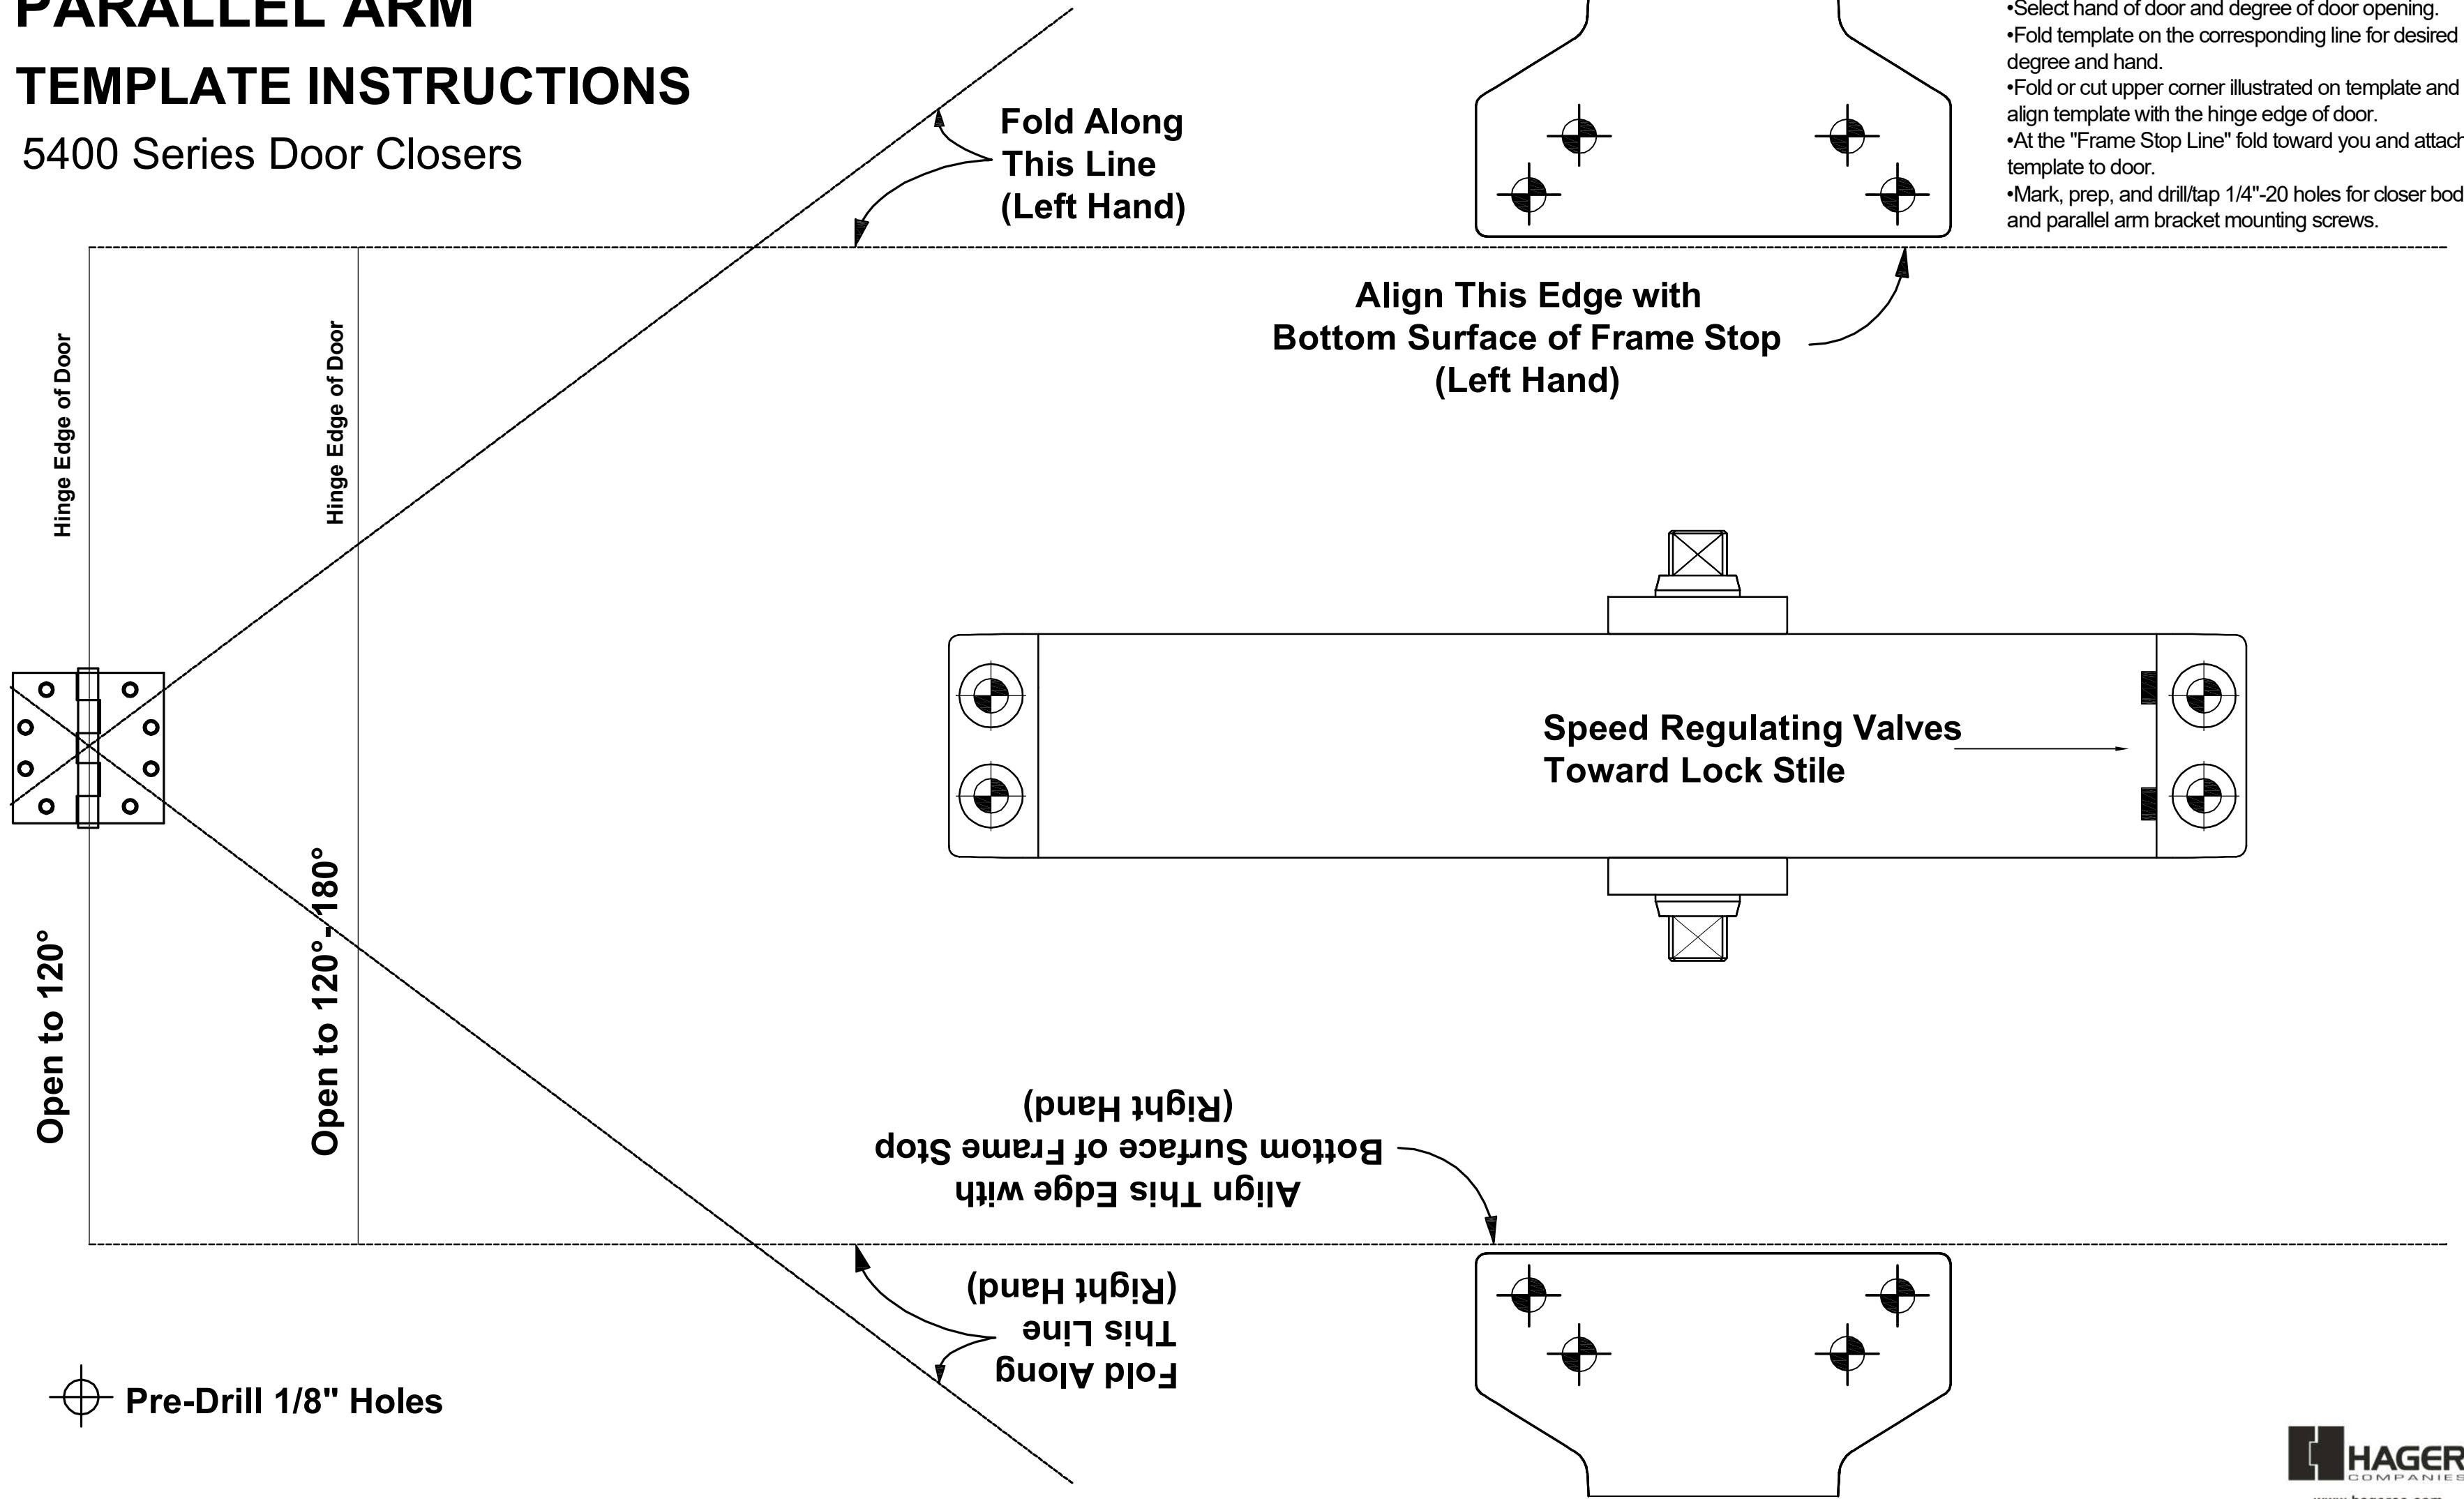 PARALLEL ARM
TEMPLATE INSTRUCTIONS
5400 Series Door Closers
•Select hand of door and degree of door opening.
•Fold template on the corresponding line for desired
degree and hand.
•Fold or cut upper corner illustrated on template and
align template with the hinge edge of door.
•At the "Frame Stop Line" fold toward you and attach
template to door.
•Mark, prep, and drill/tap 1/4"-20 holes for closer bod
and parallel arm bracket mounting screws.
Fold Along
This Line
(Left Hand)
Align This Edge with
Bottom Surface of Frame Stop
(Left Hand)
Hinge Edge of Door
Hinge Edge of Door
Speed Regulating Valves
Toward Lock Stile
Open to 120°
Open to 120°- 180°
Align This Edge with
Bottom Surface of Frame Stop
(Right Hand)
Fold Along
This Line
(Right Hand)
Pre-Drill 1/8" Holes
HAGER
COMPANIES